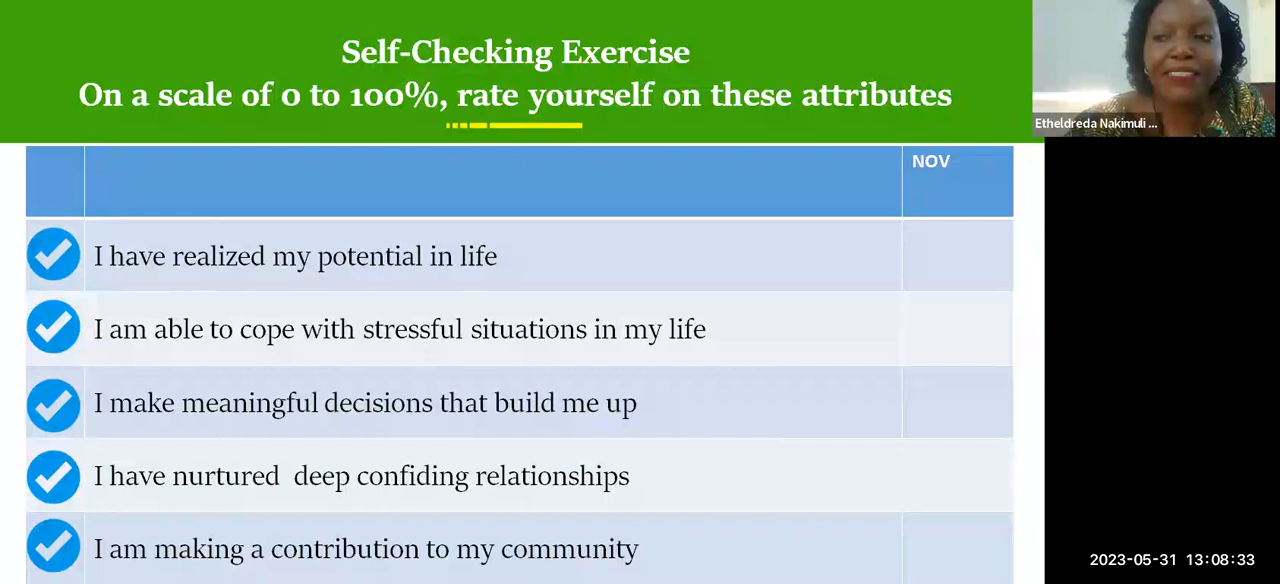 Self-Checking Exercise
On a scale of 0 to 100%, rate yourself on these attributes
Etheldreda Nakimuli ...
NOV
I have realized my potential in life
I am able to cope with stressful situations in my life
I make meaningful decisions that build me up
I have nurtured deep confiding relationships
I am making a contribution to my community
2023-05-31 13:08:33